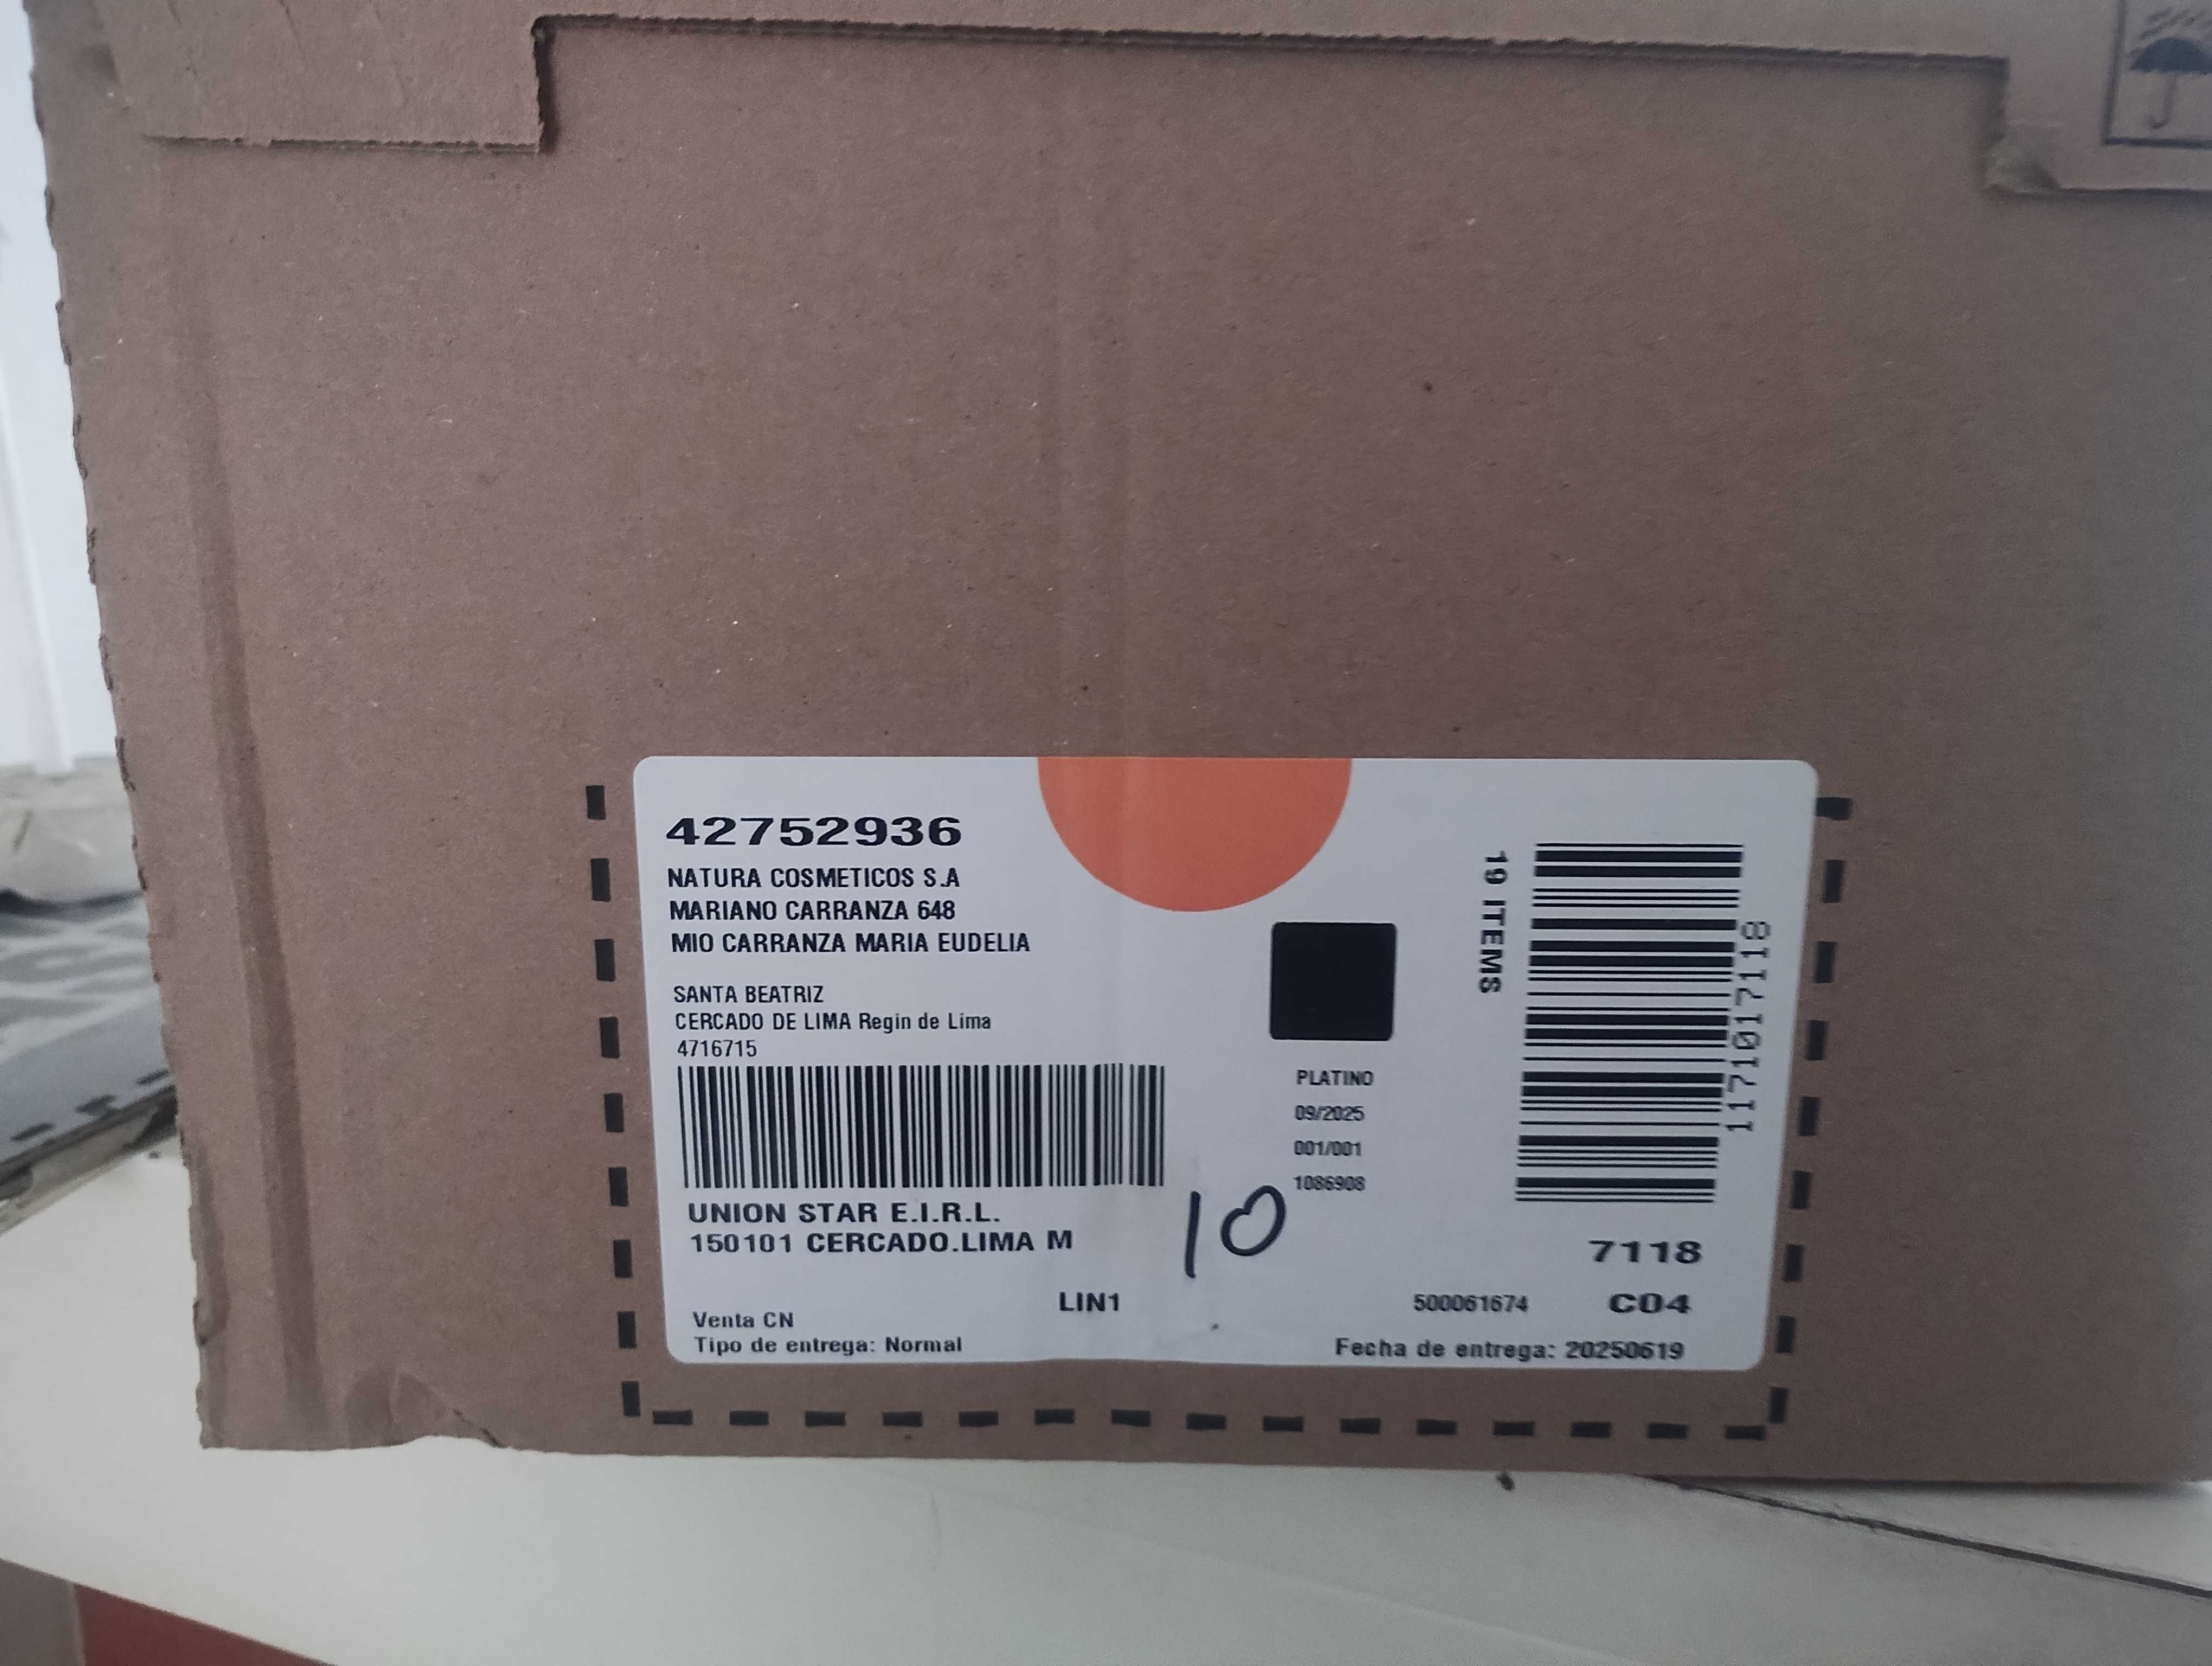 42752936
NATURA COSMETICOS S.A
MARIANO CARRANZA 648
MIO CARRANZA MARIA EUDELIA
SANTA BEATRIZ
CERCADO DE LIMA Regin de Lima
4716715
UNION STAR E.I.R.L.
150101 CERCADO.LIMA M
LIN1
Venta CN
Tipo de entrega: Normal
PLATINO
09/2025
001/001
1086908
10
19 ITEMS
1171017118
7118
500061674 C04
Fecha de entrega: 20250619